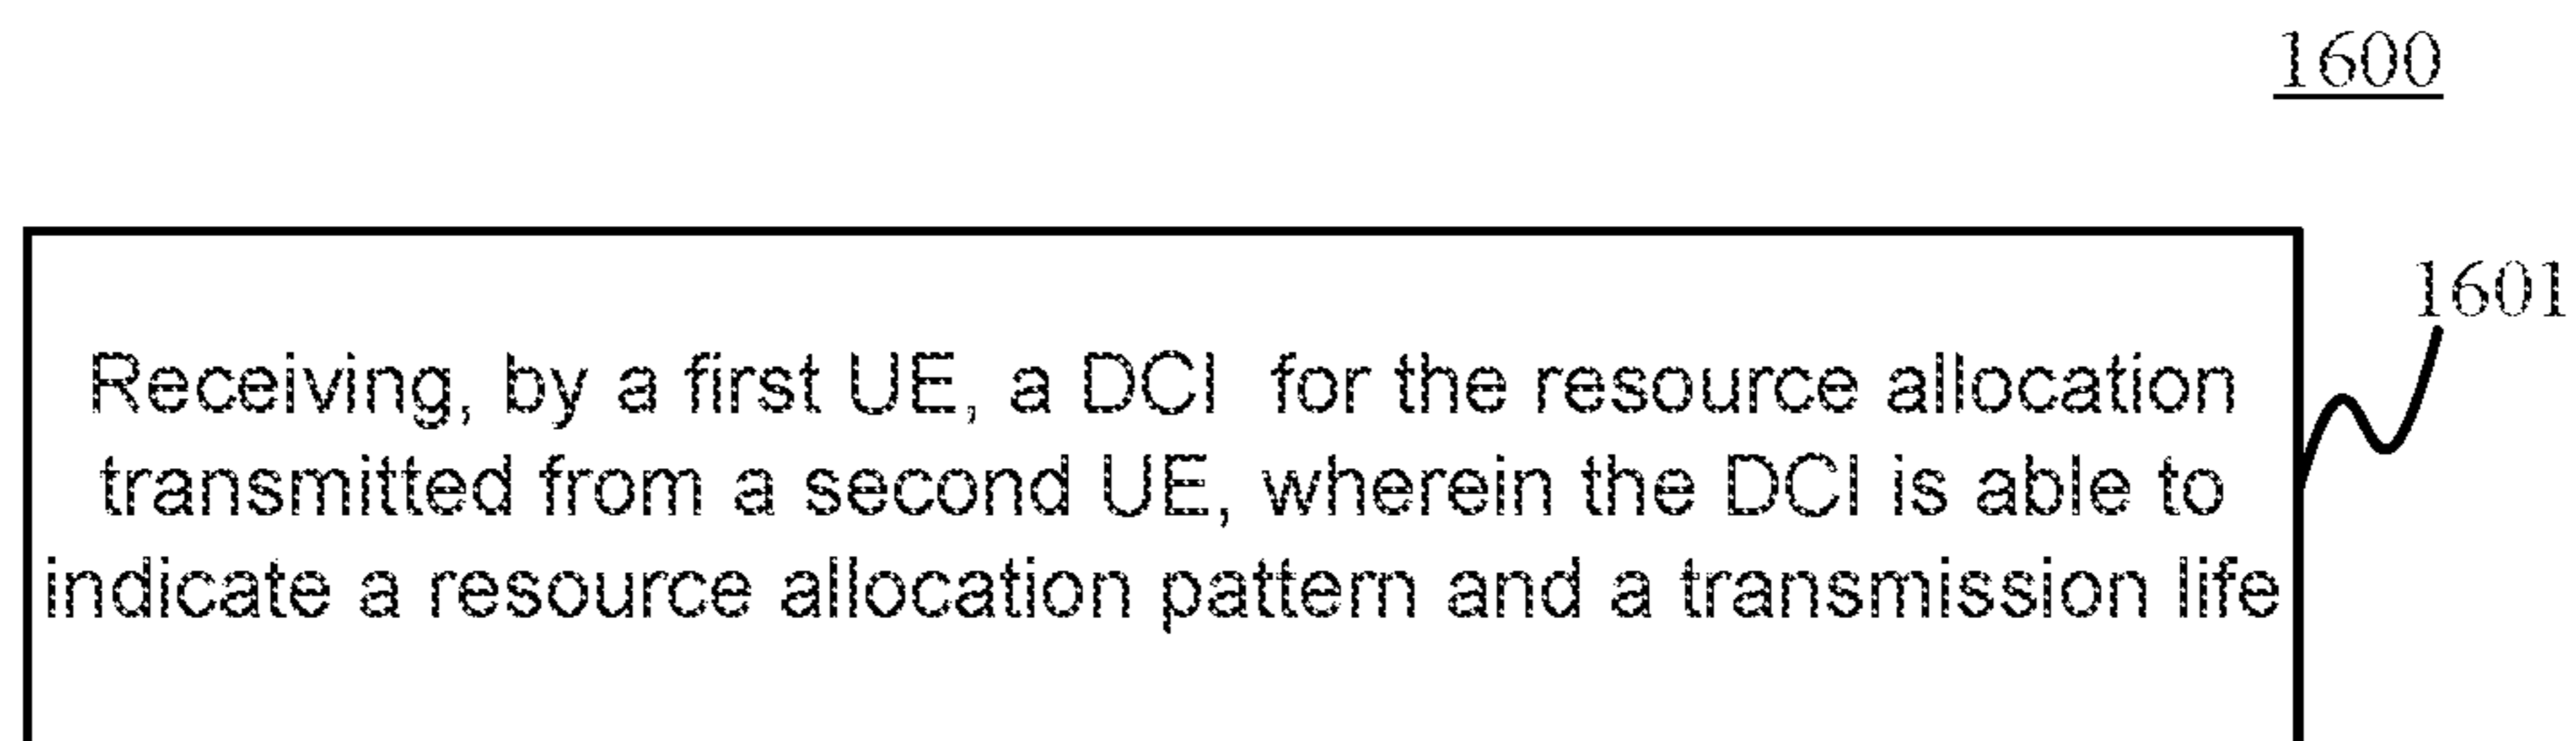 1600
1601
Receiving, by a first UE, a DCI for the resource allocation
transmitted from a second UE, wherein the DCI is able to
indicate a resource allocation pattern and a transmission life